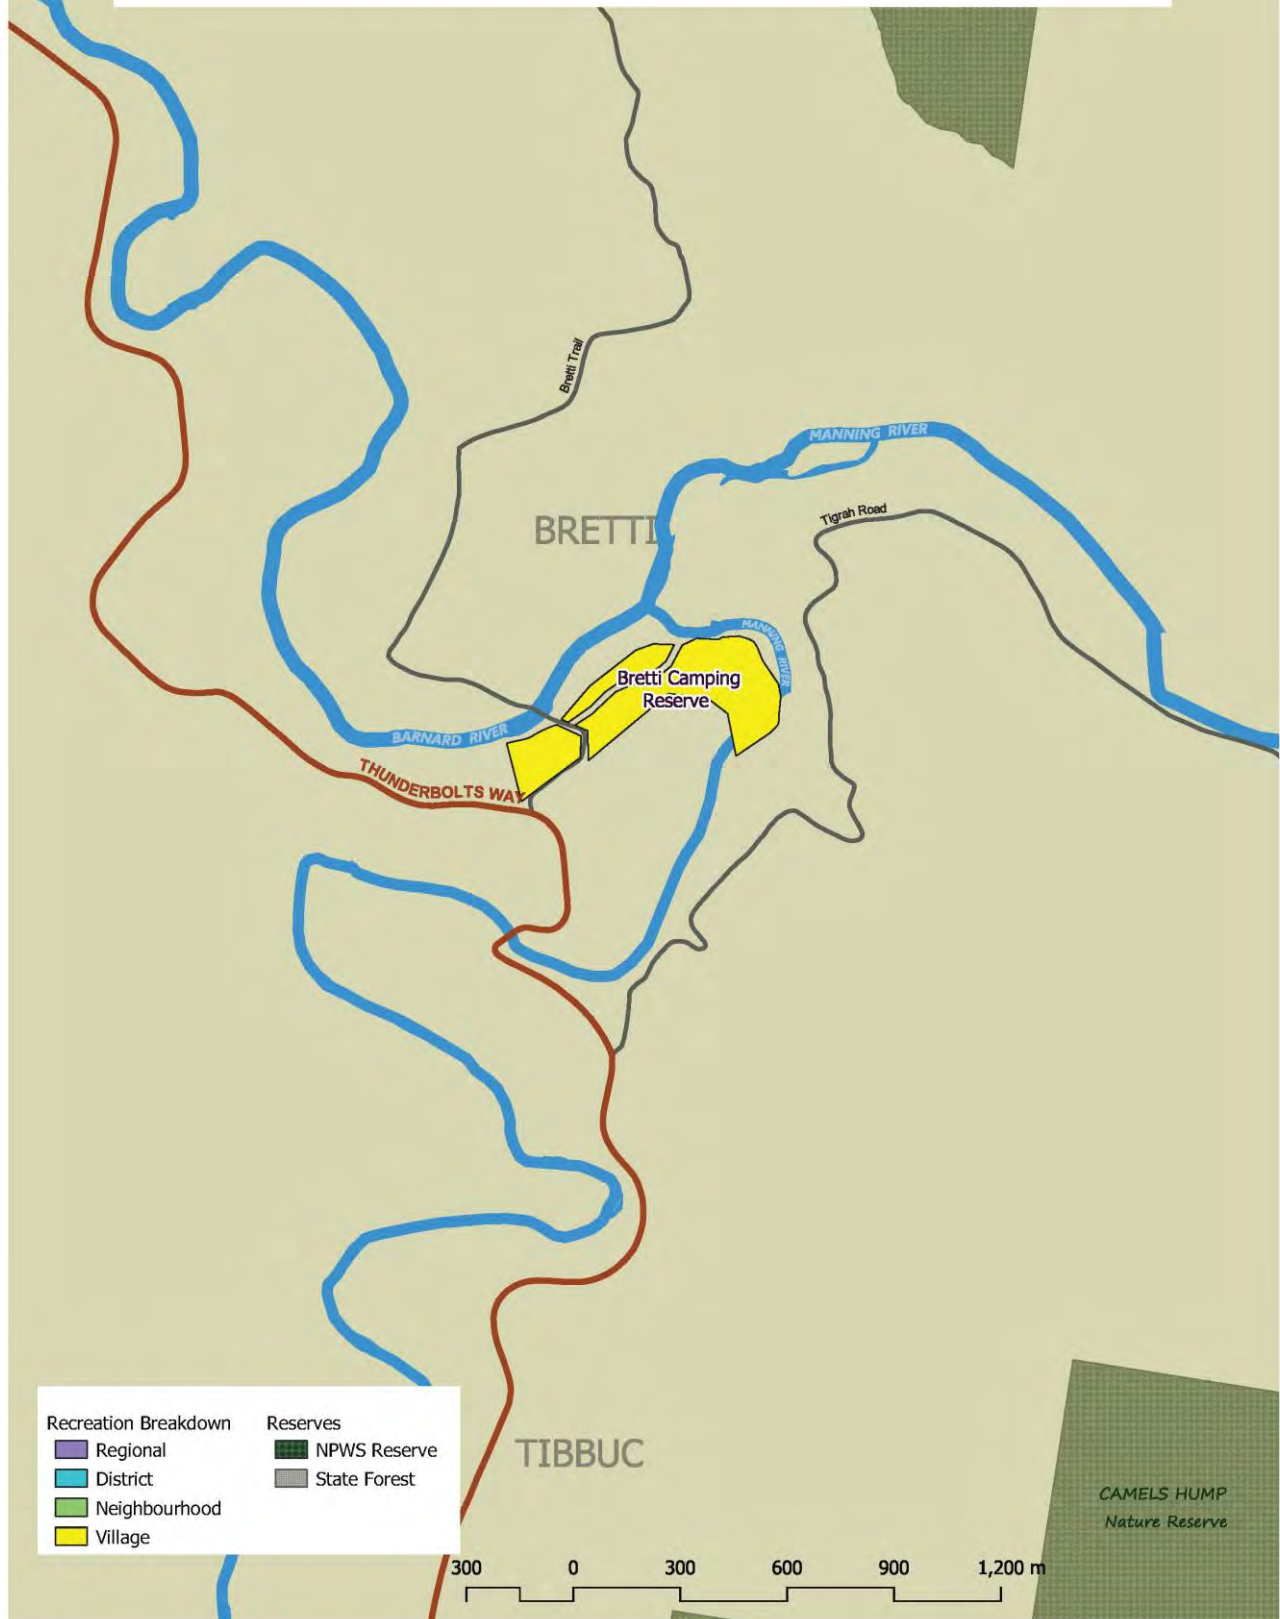 Bretti Trail
MANNING RIVER
Tigrah Road
BRETTI
MANNING RIVER
Bretti Camping
Reserve
BARNARD RIVER
THUNDERBOLTS WAY
Recreation Breakdown
Regional
District
Neighbourhood
Village
Reserves
NPWS Reserve
State Forest
TIBBUC
CAMELS HUMP
Nature Reserve
300 0 300 600 900 1,200 m